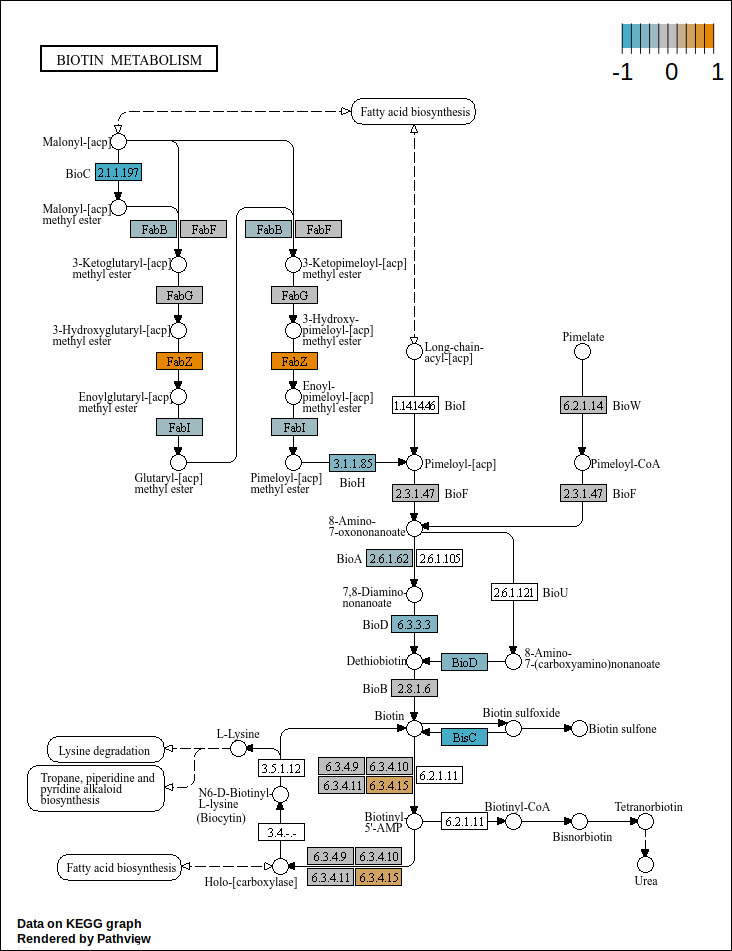 -1 0 1
BIOTIN METABOLISM
Fatty acid biosynthesis
Malonyl-[acp]
BioC 2.1.1.197
Malonyl-[acp]
methyl ester
FabB FabF FabB FabF
3-Ketoglutaryl-[acp]
methyl ester
3-Ketopimeloyl-[acp]
methyl ester
FabG FabG
3-Hydroxyglutaryl-[acp]
methyl ester
3-Hydroxy-
pimeloyl-[acp]
methyl ester
Long-chain-
acyl-[acp]
Pimelate
FabZ FabZ
Enoylglutaryl-[acp]
methyl ester
Enoyl-
pimeloyl-[acp]
methyl ester
1.14.14.46 BioI
6.2.1.14 BioW
FabI FabI
Glutaryl-[acp]
methyl ester
Pimeloyl-[acp]
methyl ester
3.1.1.85
BioH
Pimeloyl-[acp]
Pimeloyl-CoA
2.3.1.47 BioF
2.3.1.47 BioF
8-Amino-
7-oxononanoate
BioA 2.6.1.62 2.6.1.105
7,8-Diamino-
nonanoate
2.6.1.121 BioU
BioD 6.3.3.3
Dethiobiotin
BioD
8-Amino-
7-(carboxyamino)nonanoate
BioB 2.8.1.6
Biotin
Biotin sulfoxide
BisC
Biotin sulfone
L-Lysine
Lysine degradation
3.5.1.12
6.3.4.9 6.3.4.10
6.3.4.11 6.3.4.15
6.2.1.11
Tropane, piperidine and
pyridine alkaloid
biosynthesis
N6-D-Biotinyl-
L-lysine
(Biocytin)
Biotinyl-
5'-AMP
6.2.1.11
Biotinyl-CoA
Bisnorbiotin
Tetranorbiotin
3.4.-.-
6.3.4.9 6.3.4.10
6.3.4.11 6.3.4.15
Fatty acid biosynthesis
Holo-[carboxylase]
Urea
Data on KEGG graph
Rendered by Pathview